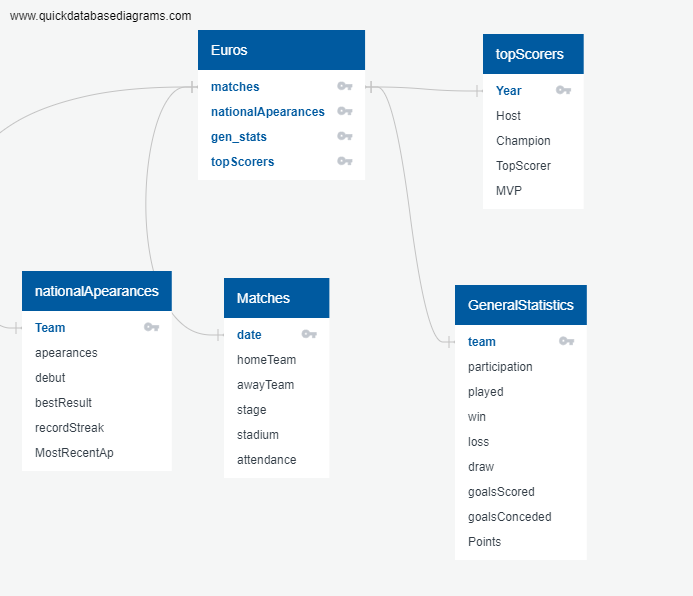 www.quickdatabasediagrams.com
Euros
matches
nationalApearances
gen_stats
topScorers
topScorers
Year
Host
Champion
TopScorer
MVP
nationalApearances
Team
apearances
debut
bestResult
recordStreak
MostRecentAp
Matches
date
homeTeam
awayTeam
stage
stadium
attendance
GeneralStatistics
team
participation
played
win
loss
draw
goalsScored
goalsConceded
Points